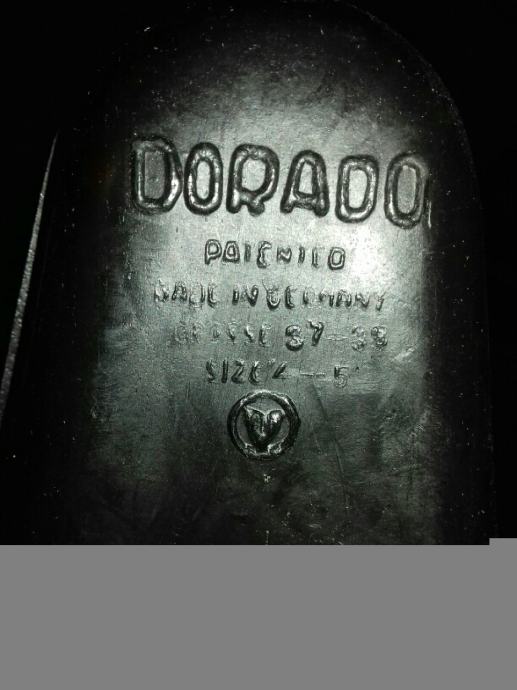 DORADO
PATENTED
MADE IN GERMANY
GRÖSSE 37-38
SIZE 4-5